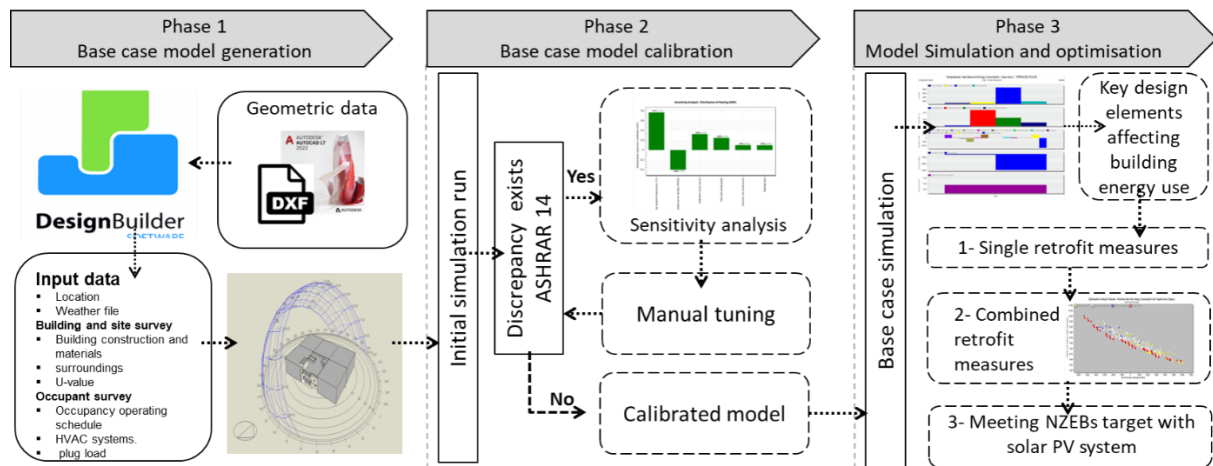 Phase 1
Base case model generation
Geometric data
AUTODESK
AUTOCAD LT
2022
DXF
AUTODESK
DesignBuilder
SOFTWARE
Input data
▪ Location
▪ Weather file
Building and site survey
▪ Building construction and
materials
▪ surroundings
▪ U-value
Occupant survey
▪ Occupancy operating
schedule
▪ HVAC systems.
▪ plug load
Phase 2
Base case model calibration
Initial simulation run
Discrepancy exists
ASHRAR 14
Yes
Sensitivity analysis
Manual tuning
No
Calibrated model
Phase 3
Model Simulation and optimisation
Base case simulation
Key design
elements
affecting
building
energy use
1- Single retrofit measures
2- Combined
retrofit
measures
3- Meeting NZEBs target with
solar PV system